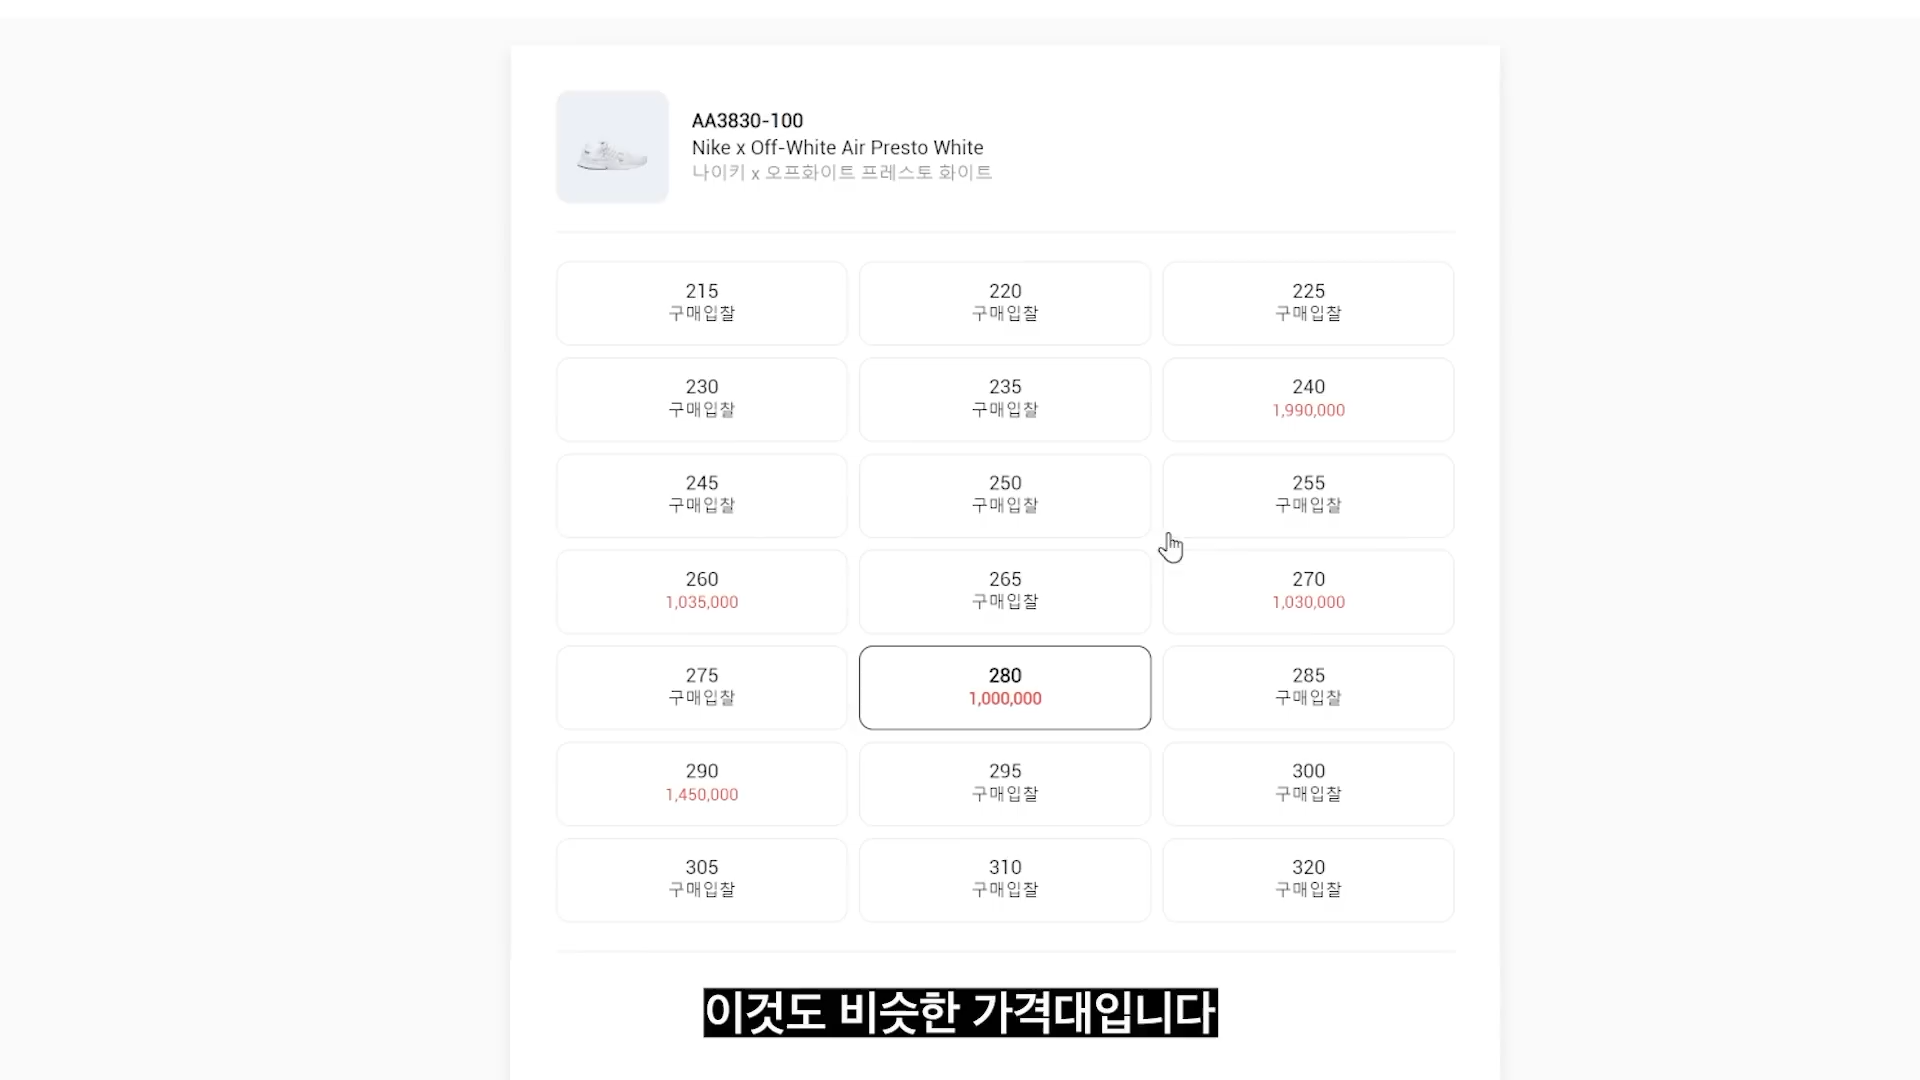 AA3830-100
Nike x Off-White Air Presto White
나이키 x 오프화이트 프레스토 화이트
215
구매입찰
220
구매입찰
225
구매입찰
230
구매입찰
235
구매입찰
240
1,990,000
245
구매입찰
250
구매입찰
255
구매입찰
260
1,035,000
265
구매입찰
270
1,030,000
275
구매입찰
280
1,000,000
285
구매입찰
290
1,450,000
295
구매입찰
300
구매입찰
305
구매입찰
310
구매입찰
320
구매입찰
이것도 비슷한 가격대입니다